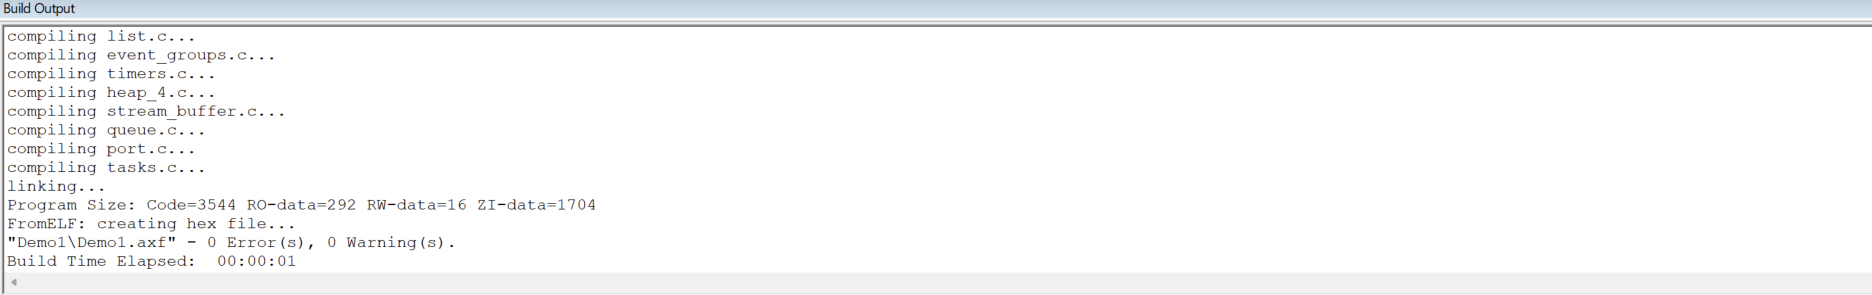 Build Output
compiling list.c...
compiling event_groups.c...
compiling timers.c...
compiling heap_4.c...
compiling stream_buffer.c...
compiling queue.c...
compiling port.c...
compiling tasks.c...
linking...
Program Size: Code=3544 RO-data=292 RW-data=16 ZI-data=1704
FromELF: creating hex file...
"Demo1\Demo1.axf" - 0 Error(s), 0 Warning(s).
Build Time Elapsed:  00:00:01